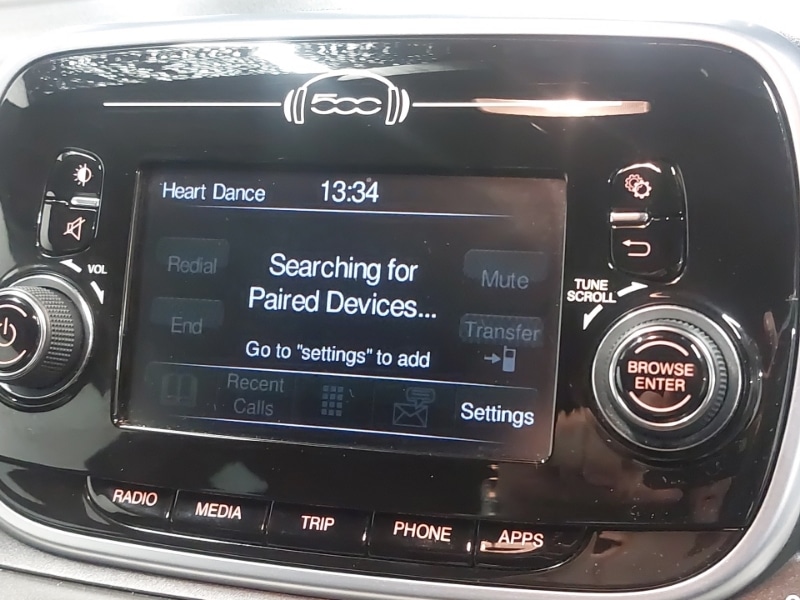 500
Heart Dance 13:34
Redial
Searching for
Paired Devices...
Mute
End
Transfer
Go to "settings" to add
Recent
Calls
Settings
VOL
TUNE
SCROLL
BROWSE
ENTER
RADIO
MEDIA
TRIP
PHONE
APPS